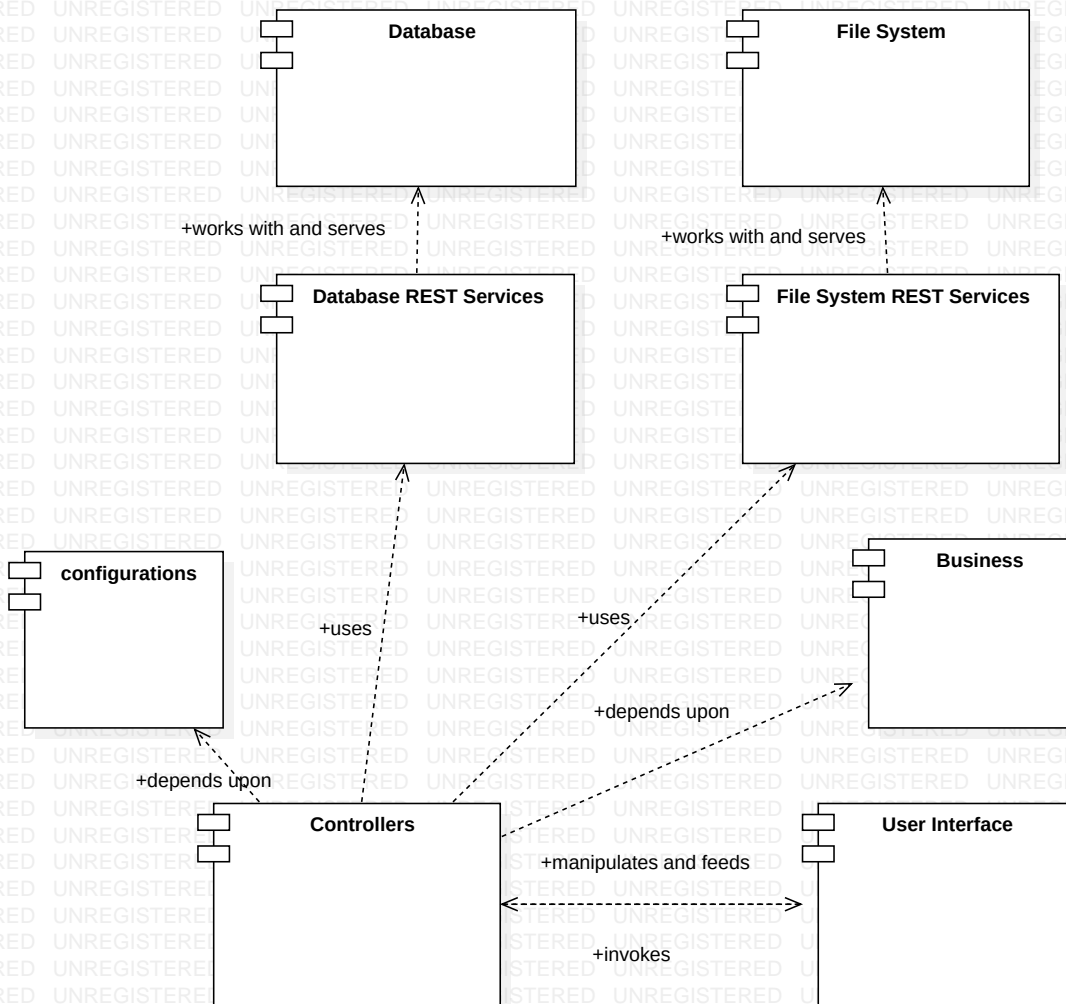 Database
File System
+works with and serves
+works with and serves
Database REST Services
File System REST Services
configurations
Business
+uses
+uses
+depends upon
+depends upon
Controllers
User Interface
+manipulates and feeds
+invokes
UNREGISTERED